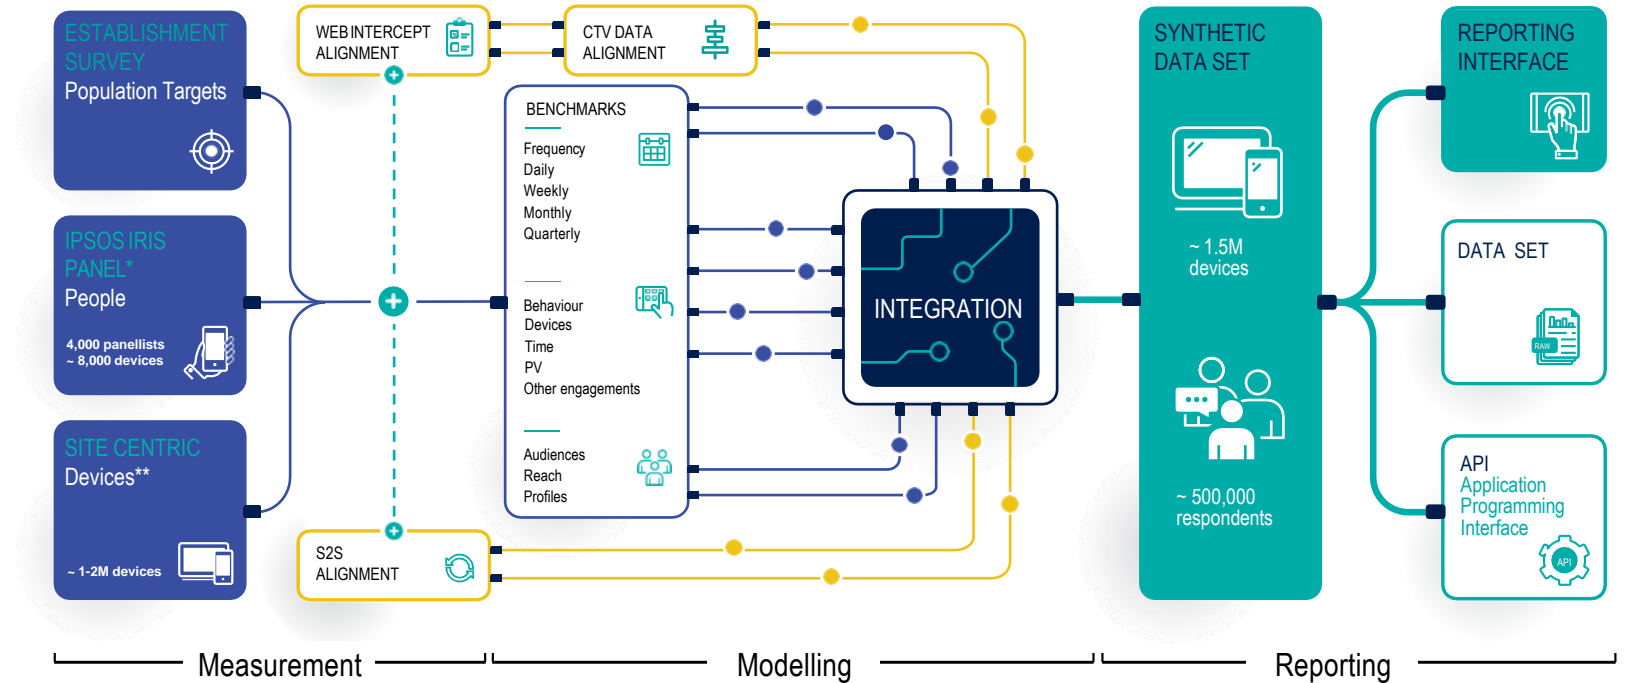 ESTABLISHMENT
SURVEY
Population Targets
IPSOS IRIS
PANEL*
People
4,000 panellists
~ 8,000 devices
SITE CENTRIC
Devices**
~ 1-2M devices
WEB INTERCEPT
ALIGNMENT
CTV DATA
ALIGNMENT
BENCHMARKS
Frequency
Daily
Weekly
Monthly
Quarterly
Behaviour
Devices
Time
PV
Other engagements
Audiences
Reach
Profiles
S2S
ALIGNMENT
INTEGRATION
SYNTHETIC
DATA SET
~ 1.5M
devices
~ 500,000
respondents
REPORTING
INTERFACE
DATA SET
RAW
API
Application
Programming
Interface
API
Measurement
Modelling
Reporting